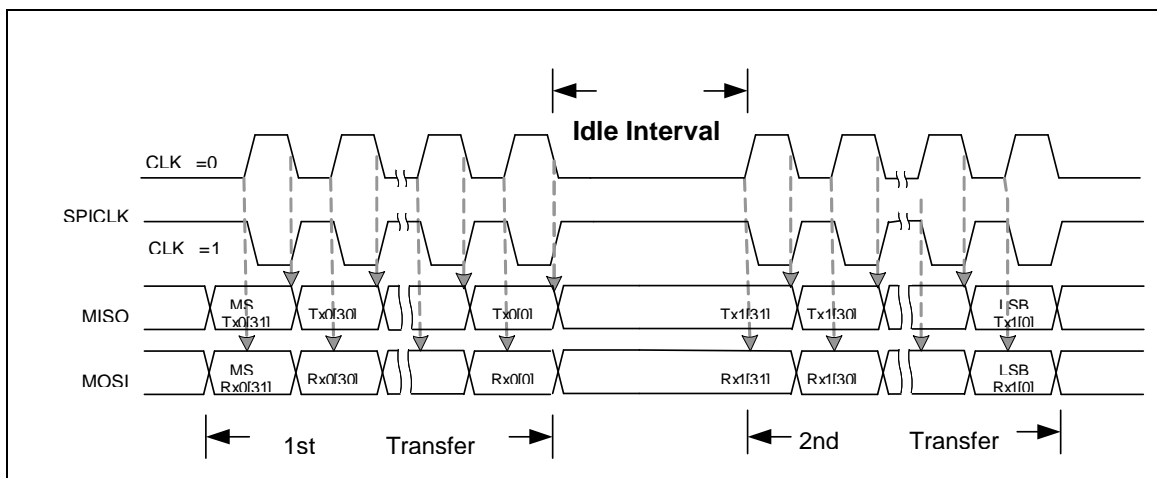 Idle Interval
CLK =0
SPICLK
CLK =1
MISO
MS
Tx0[31]
Tx0[30]
Tx0[0]
Tx1[31]
Tx1[30]
LSB
Tx1[0]
MOSI
MS
Rx0[31]
Rx0[30]
Rx0[0]
Rx1[31]
Rx1[30]
LSB
Rx1[0]
1st Transfer
2nd Transfer